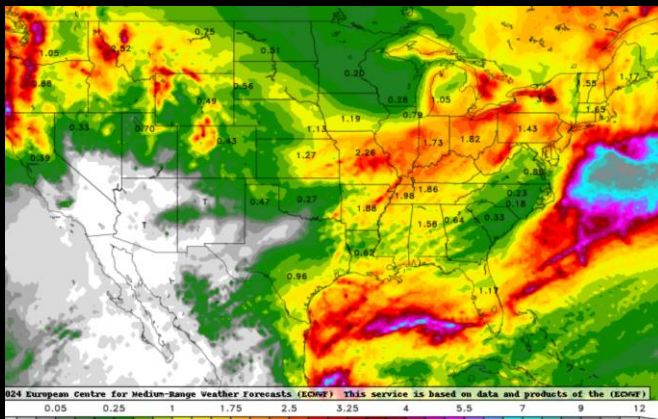 0.75
1.05 2.52 0.51
0.86 0.20
0.49 0.56 0.28 1.05 1.17
0.79
0.33 0.70 0.43 1.13 1.19 1.65
0.39 1.27 2.26 1.73 1.82 1.43
0.88
0.47 0.27 1.88 1.98 1.86 0.23
0.18
T T 1.56 0.64 0.33
0.62
0.96 1.17
024 European Centre for Medium-Range Weather Forecasts (ECMWF) This service is based on data and products of the (ECMWF)
0.05 0.25 1 1.75 2.5 3.25 4 5.5 7 9 12